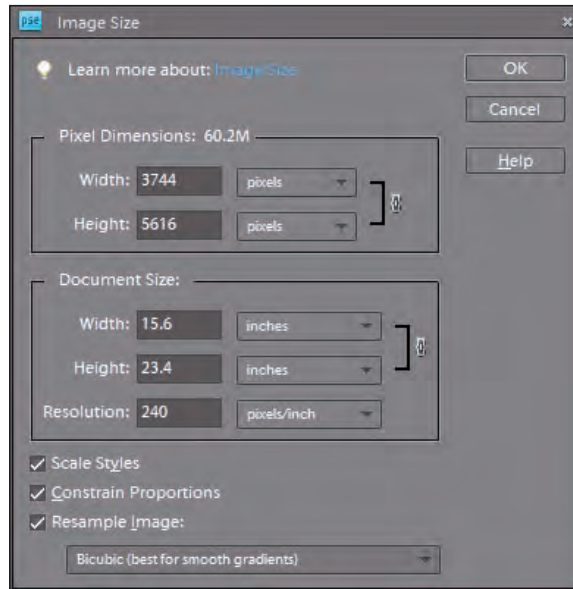 pse Image Size x
Learn more about: Image Size
OK
Cancel
Help
Pixel Dimensions: 60.2M
Width: 3744 pixels
Height: 5616 pixels
Document Size:
Width: 15.6 inches
Height: 23.4 inches
Resolution: 240 pixels/inch
Scale Styles
Constrain Proportions
Resample Image:
Bicubic (best for smooth gradients)